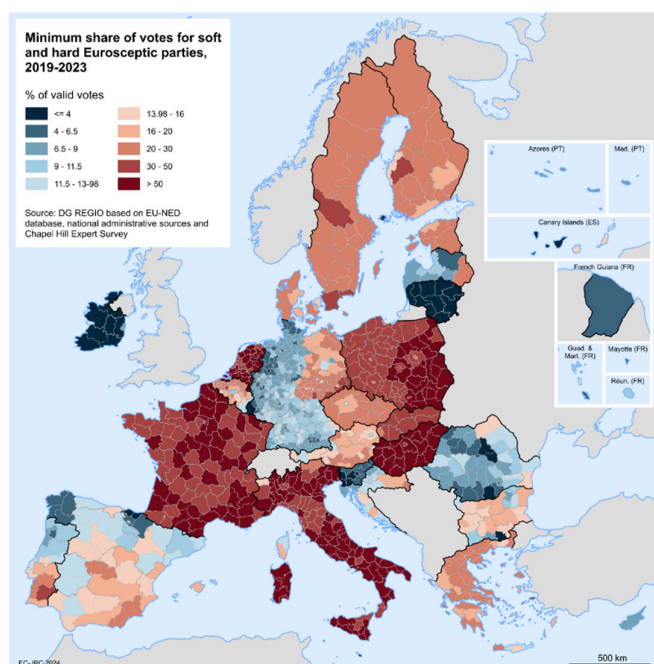 Minimum share of votes for soft
and hard Eurosceptic parties,
2019-2023
% of valid votes
<= 4
4 - 6.5
6.5 - 9
9 - 11.5
11.5 - 13-98
13.98 - 16
16 - 20
20 - 30
30 - 50
> 50
Source: DG REGIO based on EU-NED
database, national administrative sources and
Chapel Hill Expert Survey
Azores (PT)
Mad. (PT)
Canary Islands (ES)
French Guiana (FR)
Guad. &
Mart. (FR)
Mayotte (FR)
Réun. (FR)
EC-JRC 2024
500 km